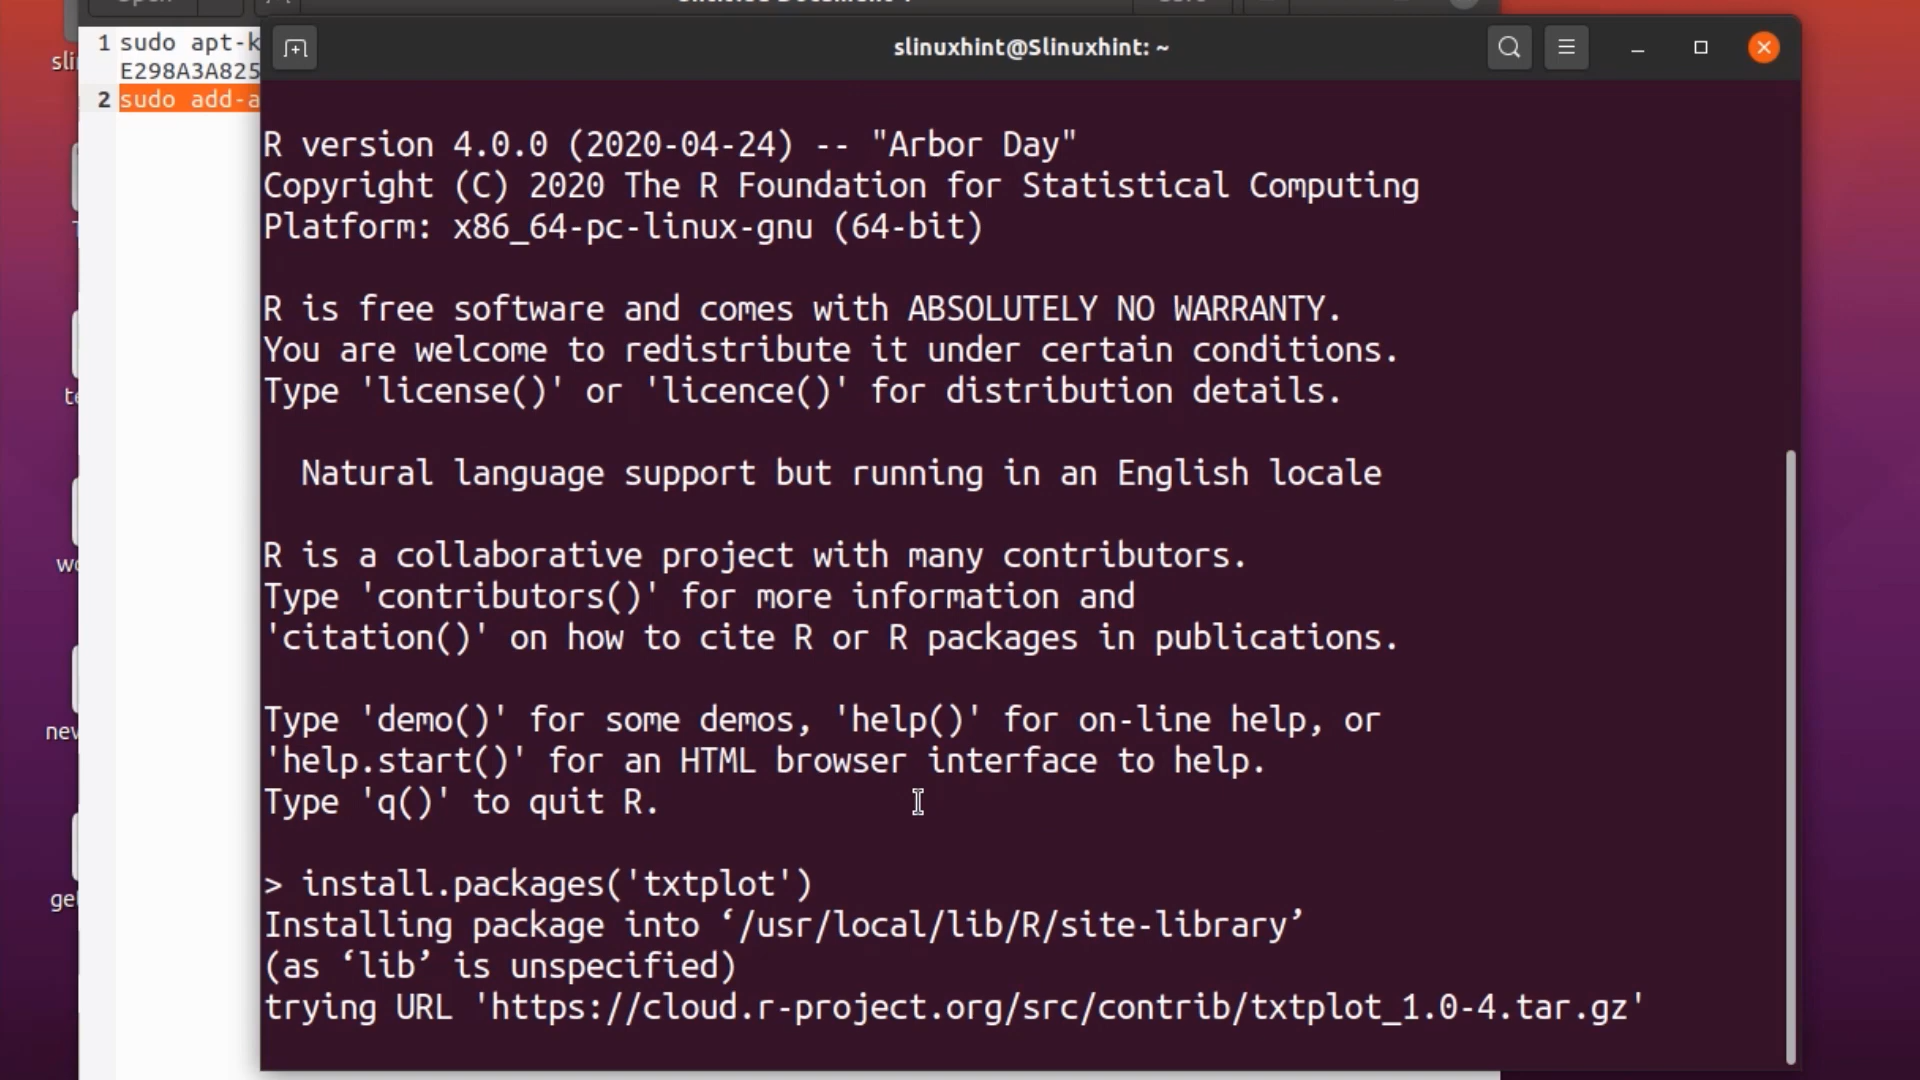 slinuxhint@Slinuxhint: ~
1 sudo apt-k
E298A3A825
2 sudo add-a
R version 4.0.0 (2020-04-24) -- "Arbor Day"
Copyright (C) 2020 The R Foundation for Statistical Computing
Platform: x86_64-pc-linux-gnu (64-bit)
R is free software and comes with ABSOLUTELY NO WARRANTY.
You are welcome to redistribute it under certain conditions.
Type 'license()' or 'licence()' for distribution details.
Natural language support but running in an English locale
R is a collaborative project with many contributors.
Type 'contributors()' for more information and
'citation()' on how to cite R or R packages in publications.
Type 'demo()' for some demos, 'help()' for on-line help, or
'help.start()' for an HTML browser interface to help.
Type 'q()' to quit R.
> install.packages('txtplot')
Installing package into ‘/usr/local/lib/R/site-library’
(as ‘lib’ is unspecified)
trying URL 'https://cloud.r-project.org/src/contrib/txtplot_1.0-4.tar.gz'